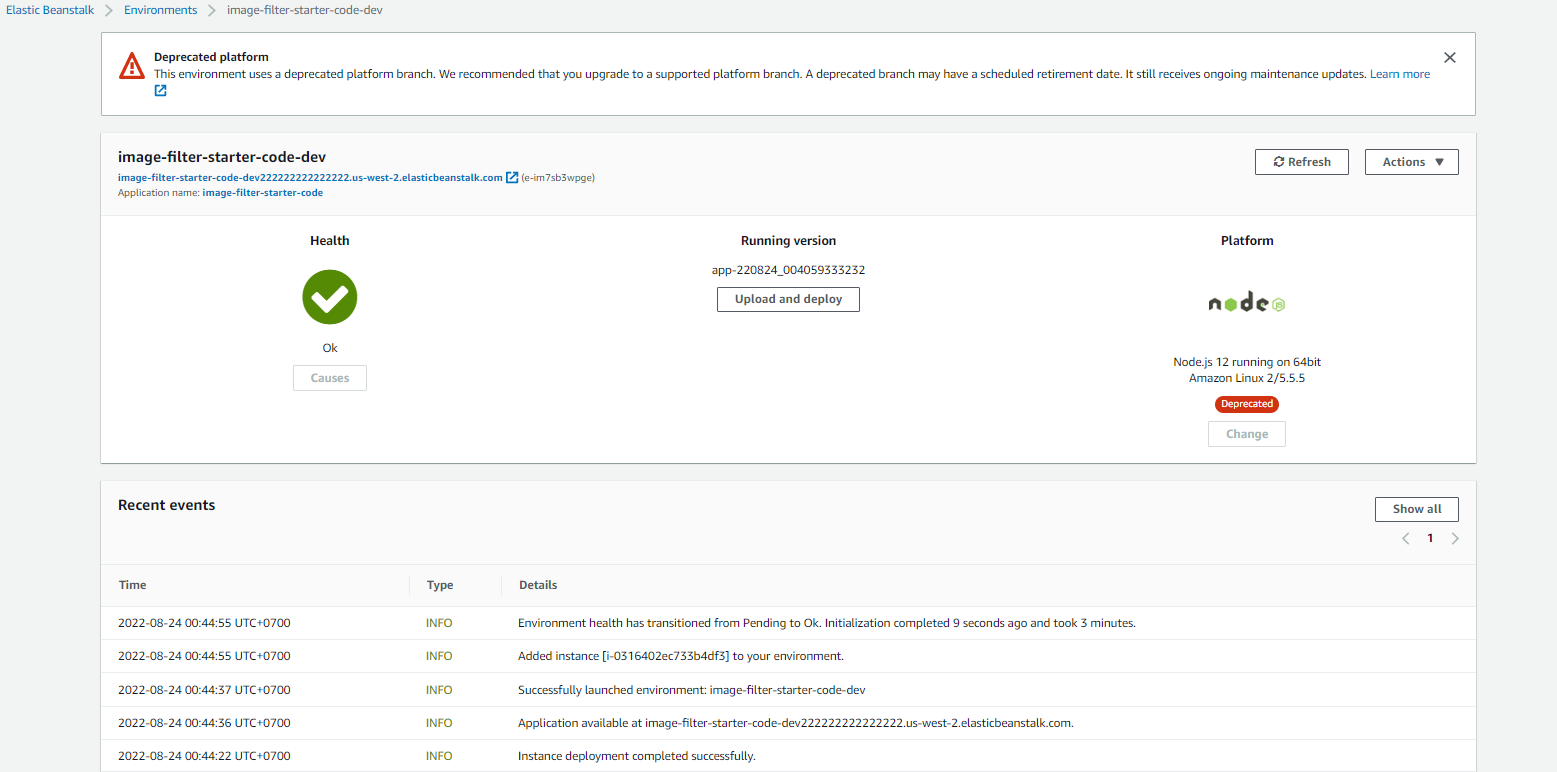 Elastic Beanstalk > Environments > image-filter-starter-code-dev
Deprecated platform
This environment uses a deprecated platform branch. We recommended that you upgrade to a supported platform branch. A deprecated branch may have a scheduled retirement date. It still receives ongoing maintenance updates. Learn more
image-filter-starter-code-dev
Refresh
Actions
image-filter-starter-code-dev222222222222222.us-west-2.elasticbeanstalk.com (e-im7sb3wpge)
Application name: image-filter-starter-code
Health
Ok
Causes
Running version
app-220824_004059333232
Upload and deploy
Platform
node JS
Node.js 12 running on 64bit
Amazon Linux 2/5.5.5
Deprecated
Change
Recent events
Show all
1
Time Type Details
2022-08-24 00:44:55 UTC+0700 INFO Environment health has transitioned from Pending to Ok. Initialization completed 9 seconds ago and took 3 minutes.
2022-08-24 00:44:55 UTC+0700 INFO Added instance [i-0316402ec733b4df3] to your environment.
2022-08-24 00:44:37 UTC+0700 INFO Successfully launched environment: image-filter-starter-code-dev
2022-08-24 00:44:36 UTC+0700 INFO Application available at image-filter-starter-code-dev222222222222222.us-west-2.elasticbeanstalk.com.
2022-08-24 00:44:22 UTC+0700 INFO Instance deployment completed successfully.